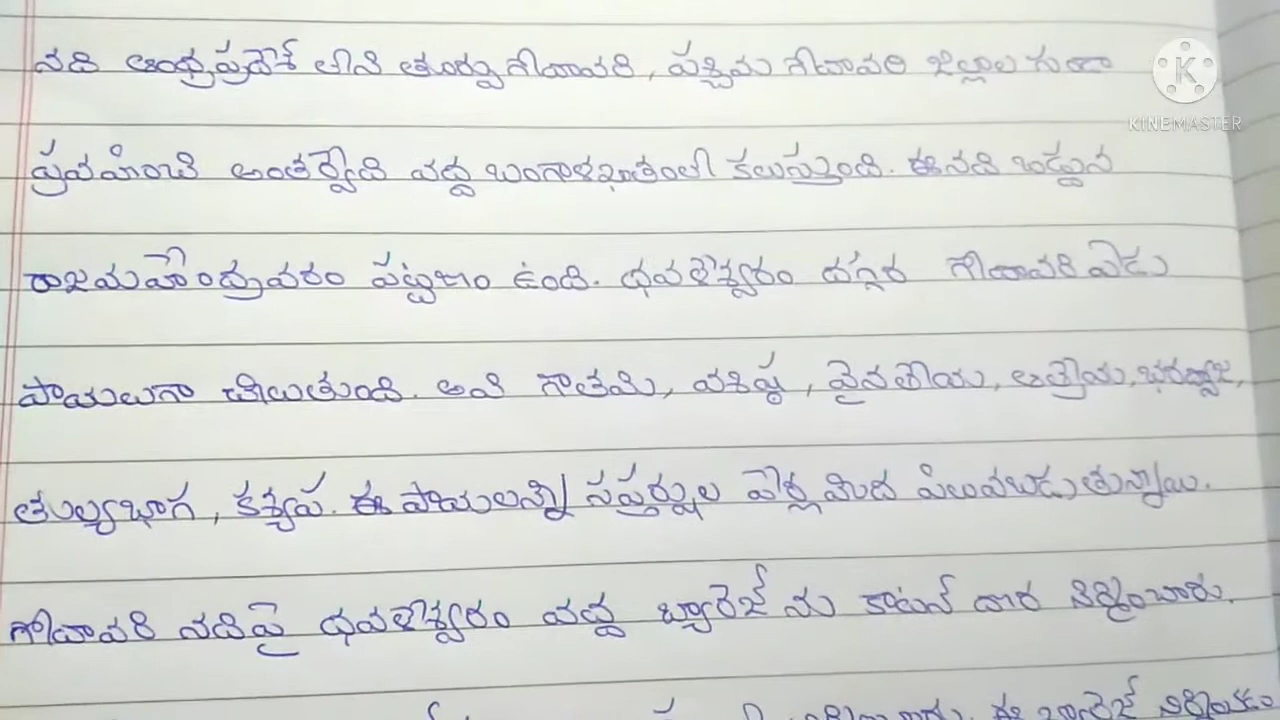 నది ఆంధ్రప్రదేశ్ లోని తూర్పు గోదావరి, పశ్చిమ గోదావరి జిల్లాల గుండా
ప్రవహించి అంతర్వేది వద్ద బంగాళాఖాతంలో కలుస్తుంది. ఈ నది ఒడ్డున
రాజమహేంద్రవరం పట్టణం ఉంది. ధవళేశ్వరం దగ్గర గోదావరి ఏడు
పాయలుగా చీలుతుంది. అవి గౌతమి, వశిష్ఠ, వైనతేయ, ఆత్రేయ, భరద్వాజ,
తుల్యభాగ, కశ్యప. ఈ పాయలన్నీ సప్తర్షుల పేర్ల మీద పిలువబడుతున్నాయి.
గోదావరి నదిపై ధవళేశ్వరం వద్ద బ్యారేజ్ ను కాటన్ దొర నిర్మించారు.
ఈ బ్యారేజ్
KINEMASTER